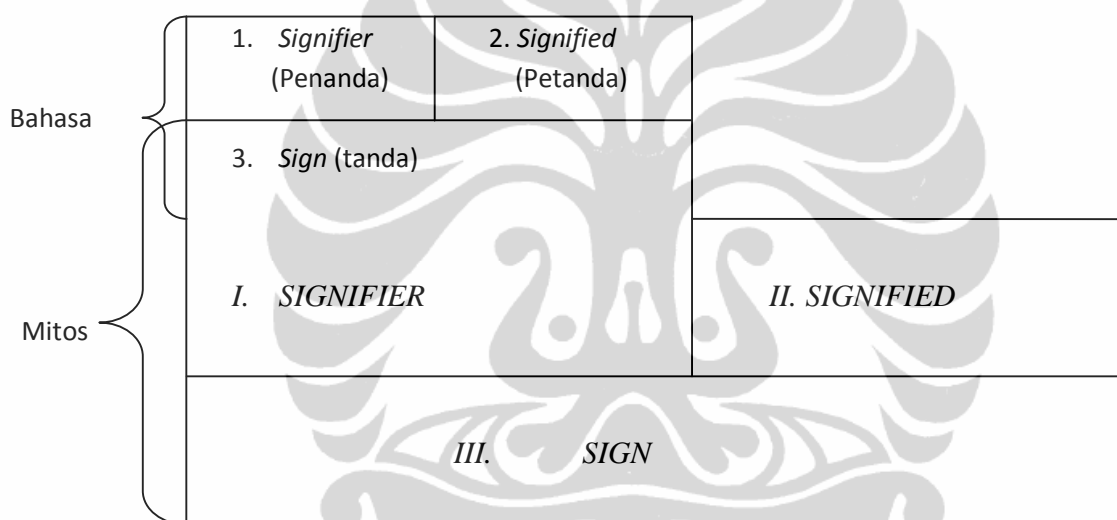 1. Signifier
(Penanda)
2. Signified
(Petanda)
Bahasa
3. Sign (tanda)
I. SIGNIFIER
II. SIGNIFIED
Mitos
III. SIGN